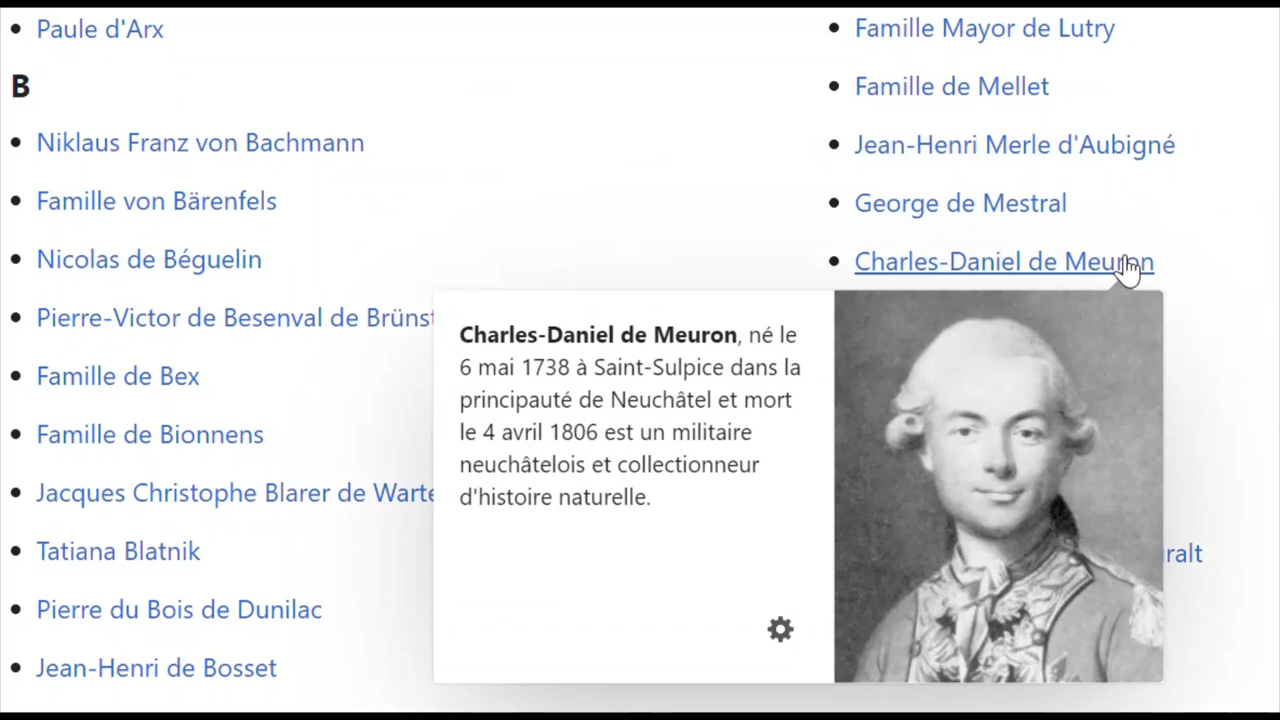 Paule d'Arx
B
Niklaus Franz von Bachmann
Famille von Bärenfels
Nicolas de Béguelin
Pierre-Victor de Besenval de
Famille de Bex
Famille de Bionnens
Jacques Christophe Blarer de
Tatiana Blatnik
Pierre du Bois de Dunilac
Jean-Henri de Bosset
Famille Mayor de Lutry
Famille de Mellet
Jean-Henri Merle d'Aubigné
George de Mestral
Charles-Daniel de Meuron
Charles-Daniel de Meuron, né le
6 mai 1738 à Saint-Sulpice dans la
principauté de Neuchâtel et mort
le 4 avril 1806 est un militaire
neuchâtelois et collectionneur
d'histoire naturelle.